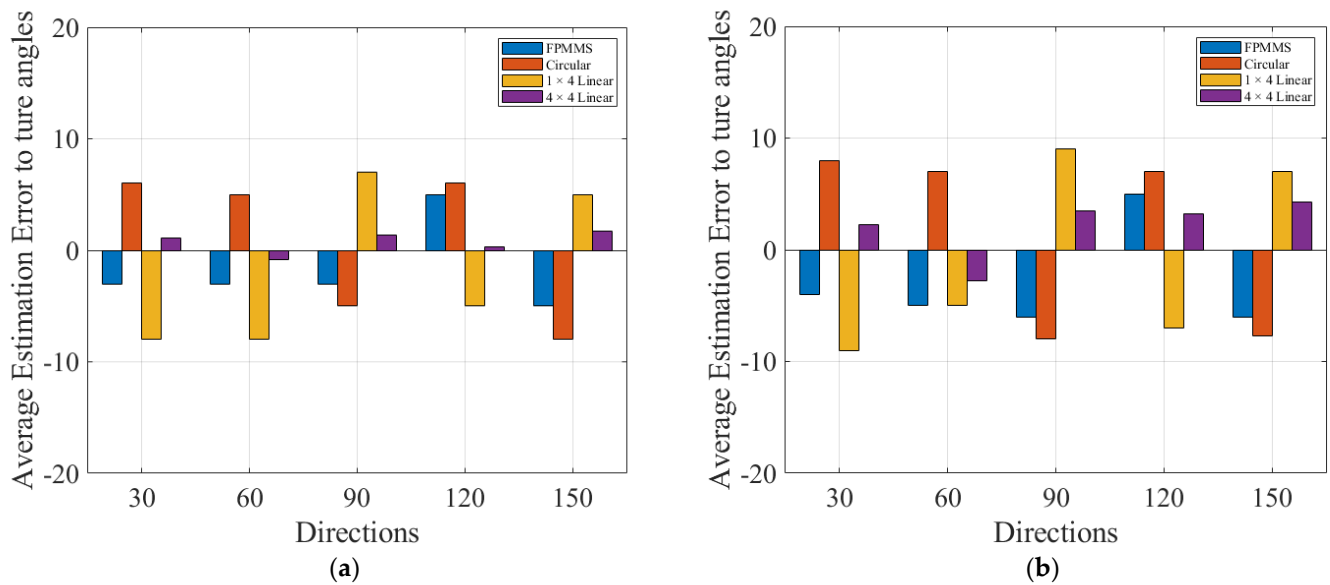 Average Estimation Error to ture angles
20
10
0
-10
-20
FPMMS
Circular
1 × 4 Linear
4 × 4 Linear
30 60 90 120 150
Directions
(a)
Average Estimation Error to ture angles
20
10
0
-10
-20
FPMMS
Circular
1 × 4 Linear
4 × 4 Linear
30 60 90 120 150
Directions
(b)